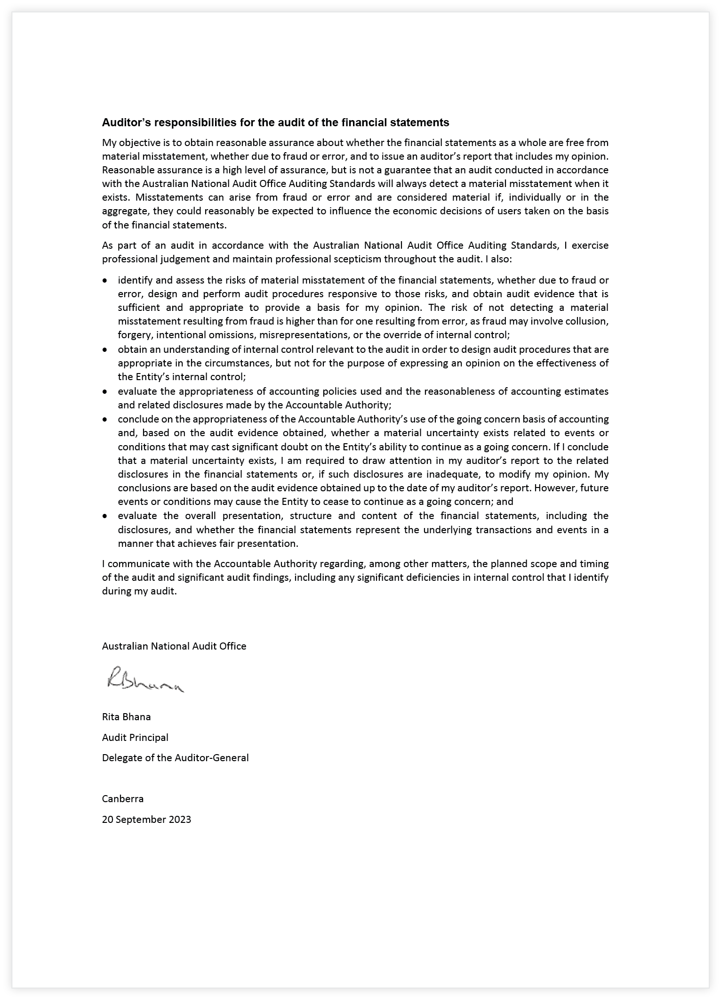 Auditor’s responsibilities for the audit of the financial statements
My objective is to obtain reasonable assurance about whether the financial statements as a whole are free from
material misstatement, whether due to fraud or error, and to issue an auditor’s report that includes my opinion.
Reasonable assurance is a high level of assurance, but is not a guarantee that an audit conducted in accordance
with the Australian National Audit Office Auditing Standards will always detect a material misstatement when it
exists. Misstatements can arise from fraud or error and are considered material if, individually or in the
aggregate, they could reasonably be expected to influence the economic decisions of users taken on the basis
of the financial statements.
As part of an audit in accordance with the Australian National Audit Office Auditing Standards, I exercise
professional judgement and maintain professional scepticism throughout the audit. I also:
• identify and assess the risks of material misstatement of the financial statements, whether due to fraud or
error, design and perform audit procedures responsive to those risks, and obtain audit evidence that is
sufficient and appropriate to provide a basis for my opinion. The risk of not detecting a material
misstatement resulting from fraud is higher than for one resulting from error, as fraud may involve collusion,
forgery, intentional omissions, misrepresentations, or the override of internal control;
• obtain an understanding of internal control relevant to the audit in order to design audit procedures that are
appropriate in the circumstances, but not for the purpose of expressing an opinion on the effectiveness of
the Entity’s internal control;
• evaluate the appropriateness of accounting policies used and the reasonableness of accounting estimates
and related disclosures made by the Accountable Authority;
• conclude on the appropriateness of the Accountable Authority’s use of the going concern basis of accounting
and, based on the audit evidence obtained, whether a material uncertainty exists related to events or
conditions that may cast significant doubt on the Entity’s ability to continue as a going concern. If I conclude
that a material uncertainty exists, I am required to draw attention in my auditor’s report to the related
disclosures in the financial statements or, if such disclosures are inadequate, to modify my opinion. My
conclusions are based on the audit evidence obtained up to the date of my auditor’s report. However, future
events or conditions may cause the Entity to cease to continue as a going concern; and
• evaluate the overall presentation, structure and content of the financial statements, including the
disclosures, and whether the financial statements represent the underlying transactions and events in a
manner that achieves fair presentation.
I communicate with the Accountable Authority regarding, among other matters, the planned scope and timing
of the audit and significant audit findings, including any significant deficiencies in internal control that I identify
during my audit.
Australian National Audit Office
RBhana
Rita Bhana
Audit Principal
Delegate of the Auditor-General
Canberra
20 September 2023